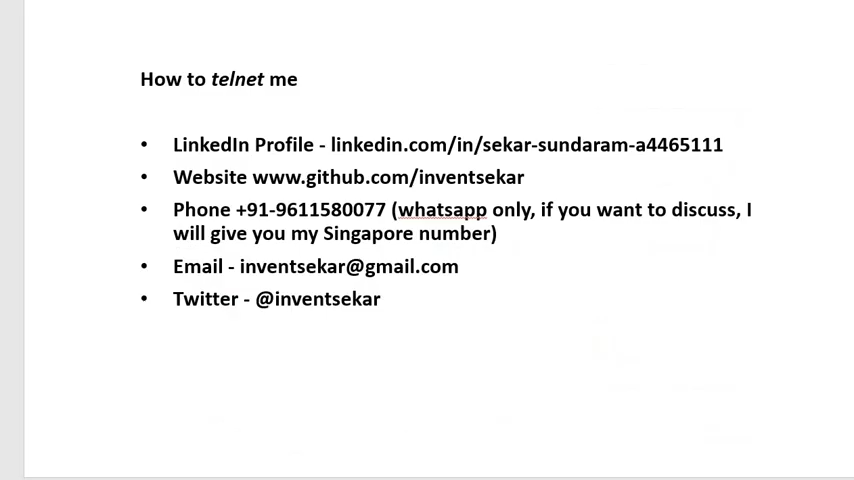 How to telnet me
• LinkedIn Profile - linkedin.com/in/sekar-sundaram-a4465111
• Website www.github.com/inventsekar
• Phone +91-9611580077 (whatsapp only, if you want to discuss, I
will give you my Singapore number)
• Email - inventsekar@gmail.com
• Twitter - @inventsekar